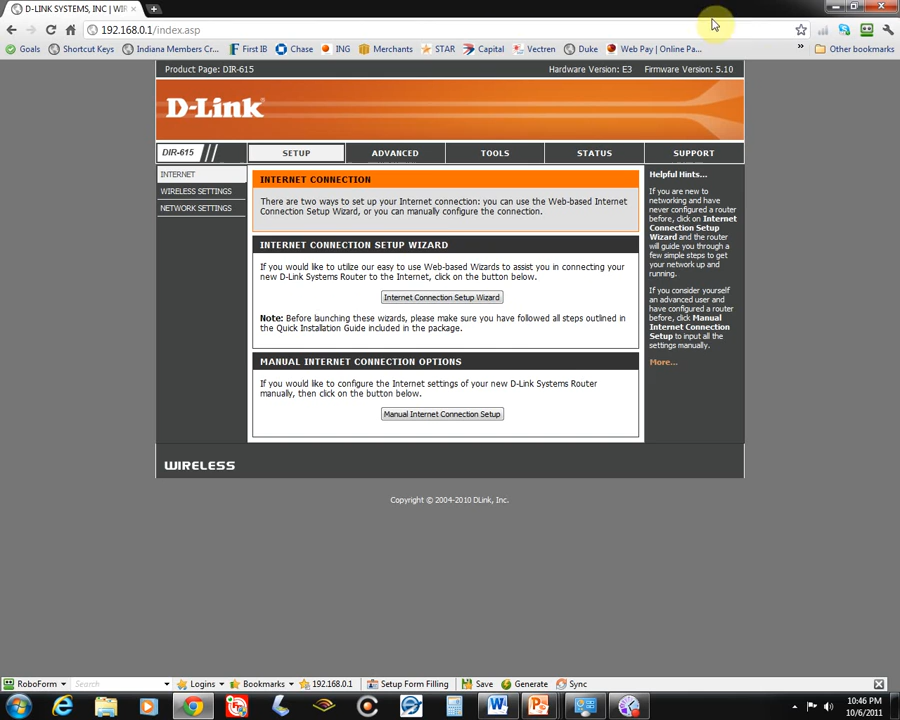 D-LINK SYSTEMS, INC | WIR
192.168.0.1/index.asp
Goals Shortcut Keys Indiana Members Cr... First IB Chase ING Merchants STAR Capital Vectren Duke Web Pay | Online Pa... » Other bookmarks
Product Page: DIR-615 Hardware Version: E3 Firmware Version: 5.10
D-Link
DIR-615 SETUP ADVANCED TOOLS STATUS SUPPORT
INTERNET
WIRELESS SETTINGS
NETWORK SETTINGS
INTERNET CONNECTION
There are two ways to set up your Internet connection: you can use the Web-based Internet
Connection Setup Wizard, or you can manually configure the connection.
INTERNET CONNECTION SETUP WIZARD
If you would like to utilize our easy to use Web-based Wizards to assist you in connecting your
new D-Link Systems Router to the Internet, click on the button below.
Internet Connection Setup Wizard
Note: Before launching these wizards, please make sure you have followed all steps outlined in
the Quick Installation Guide included in the package.
MANUAL INTERNET CONNECTION OPTIONS
If you would like to configure the Internet settings of your new D-Link Systems Router
manually, then click on the button below.
Manual Internet Connection Setup
Helpful Hints...
If you are new to
networking and have
never configured a router
before, click on Internet
Connection Setup
Wizard and the router
will guide you through a
few simple steps to get
your network up and
running.
If you consider yourself
an advanced user and
have configured a router
before, click Manual
Internet Connection
Setup to input all the
settings manually.
More...
WIRELESS
Copyright © 2004-2010 DLink, Inc.
RoboForm Search Logins Bookmarks 192.168.0.1 Setup Form Filling Save Generate Sync
10:46 PM
10/6/2011